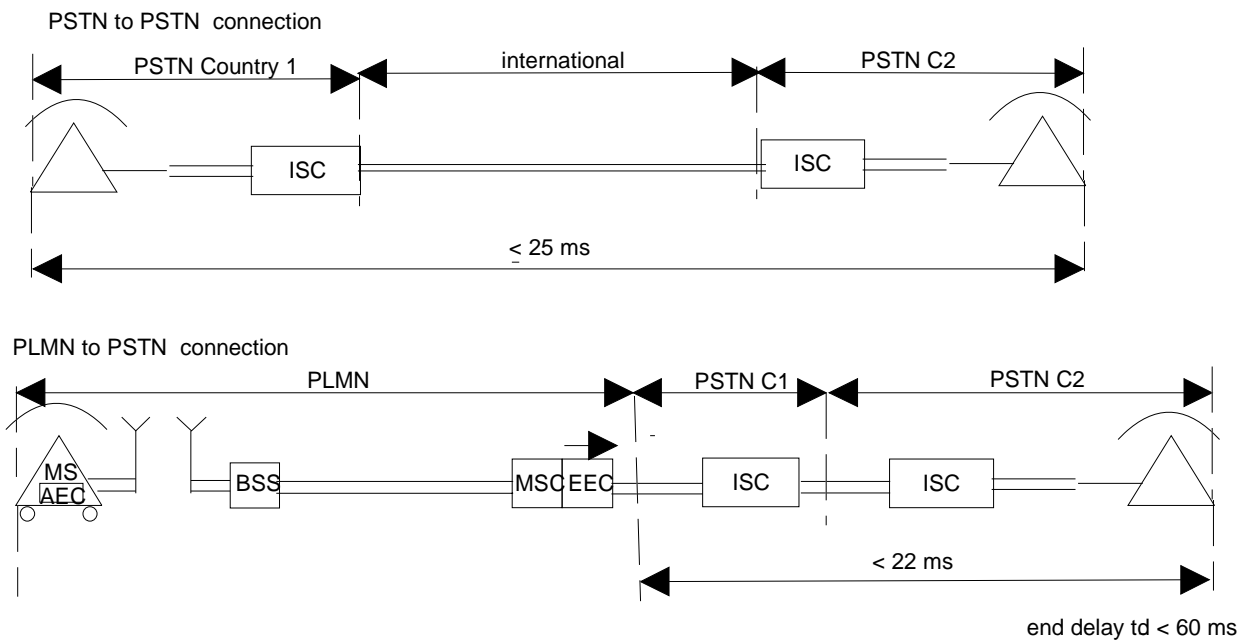 PSTN to PSTN connection
PSTN Country 1
international
PSTN C2
ISC
ISC
≤ 25 ms
PLMN to PSTN connection
PLMN
PSTN C1
PSTN C2
MS
AEC
BSS
MSC
EEC
ISC
ISC
< 22 ms
end delay td < 60 ms